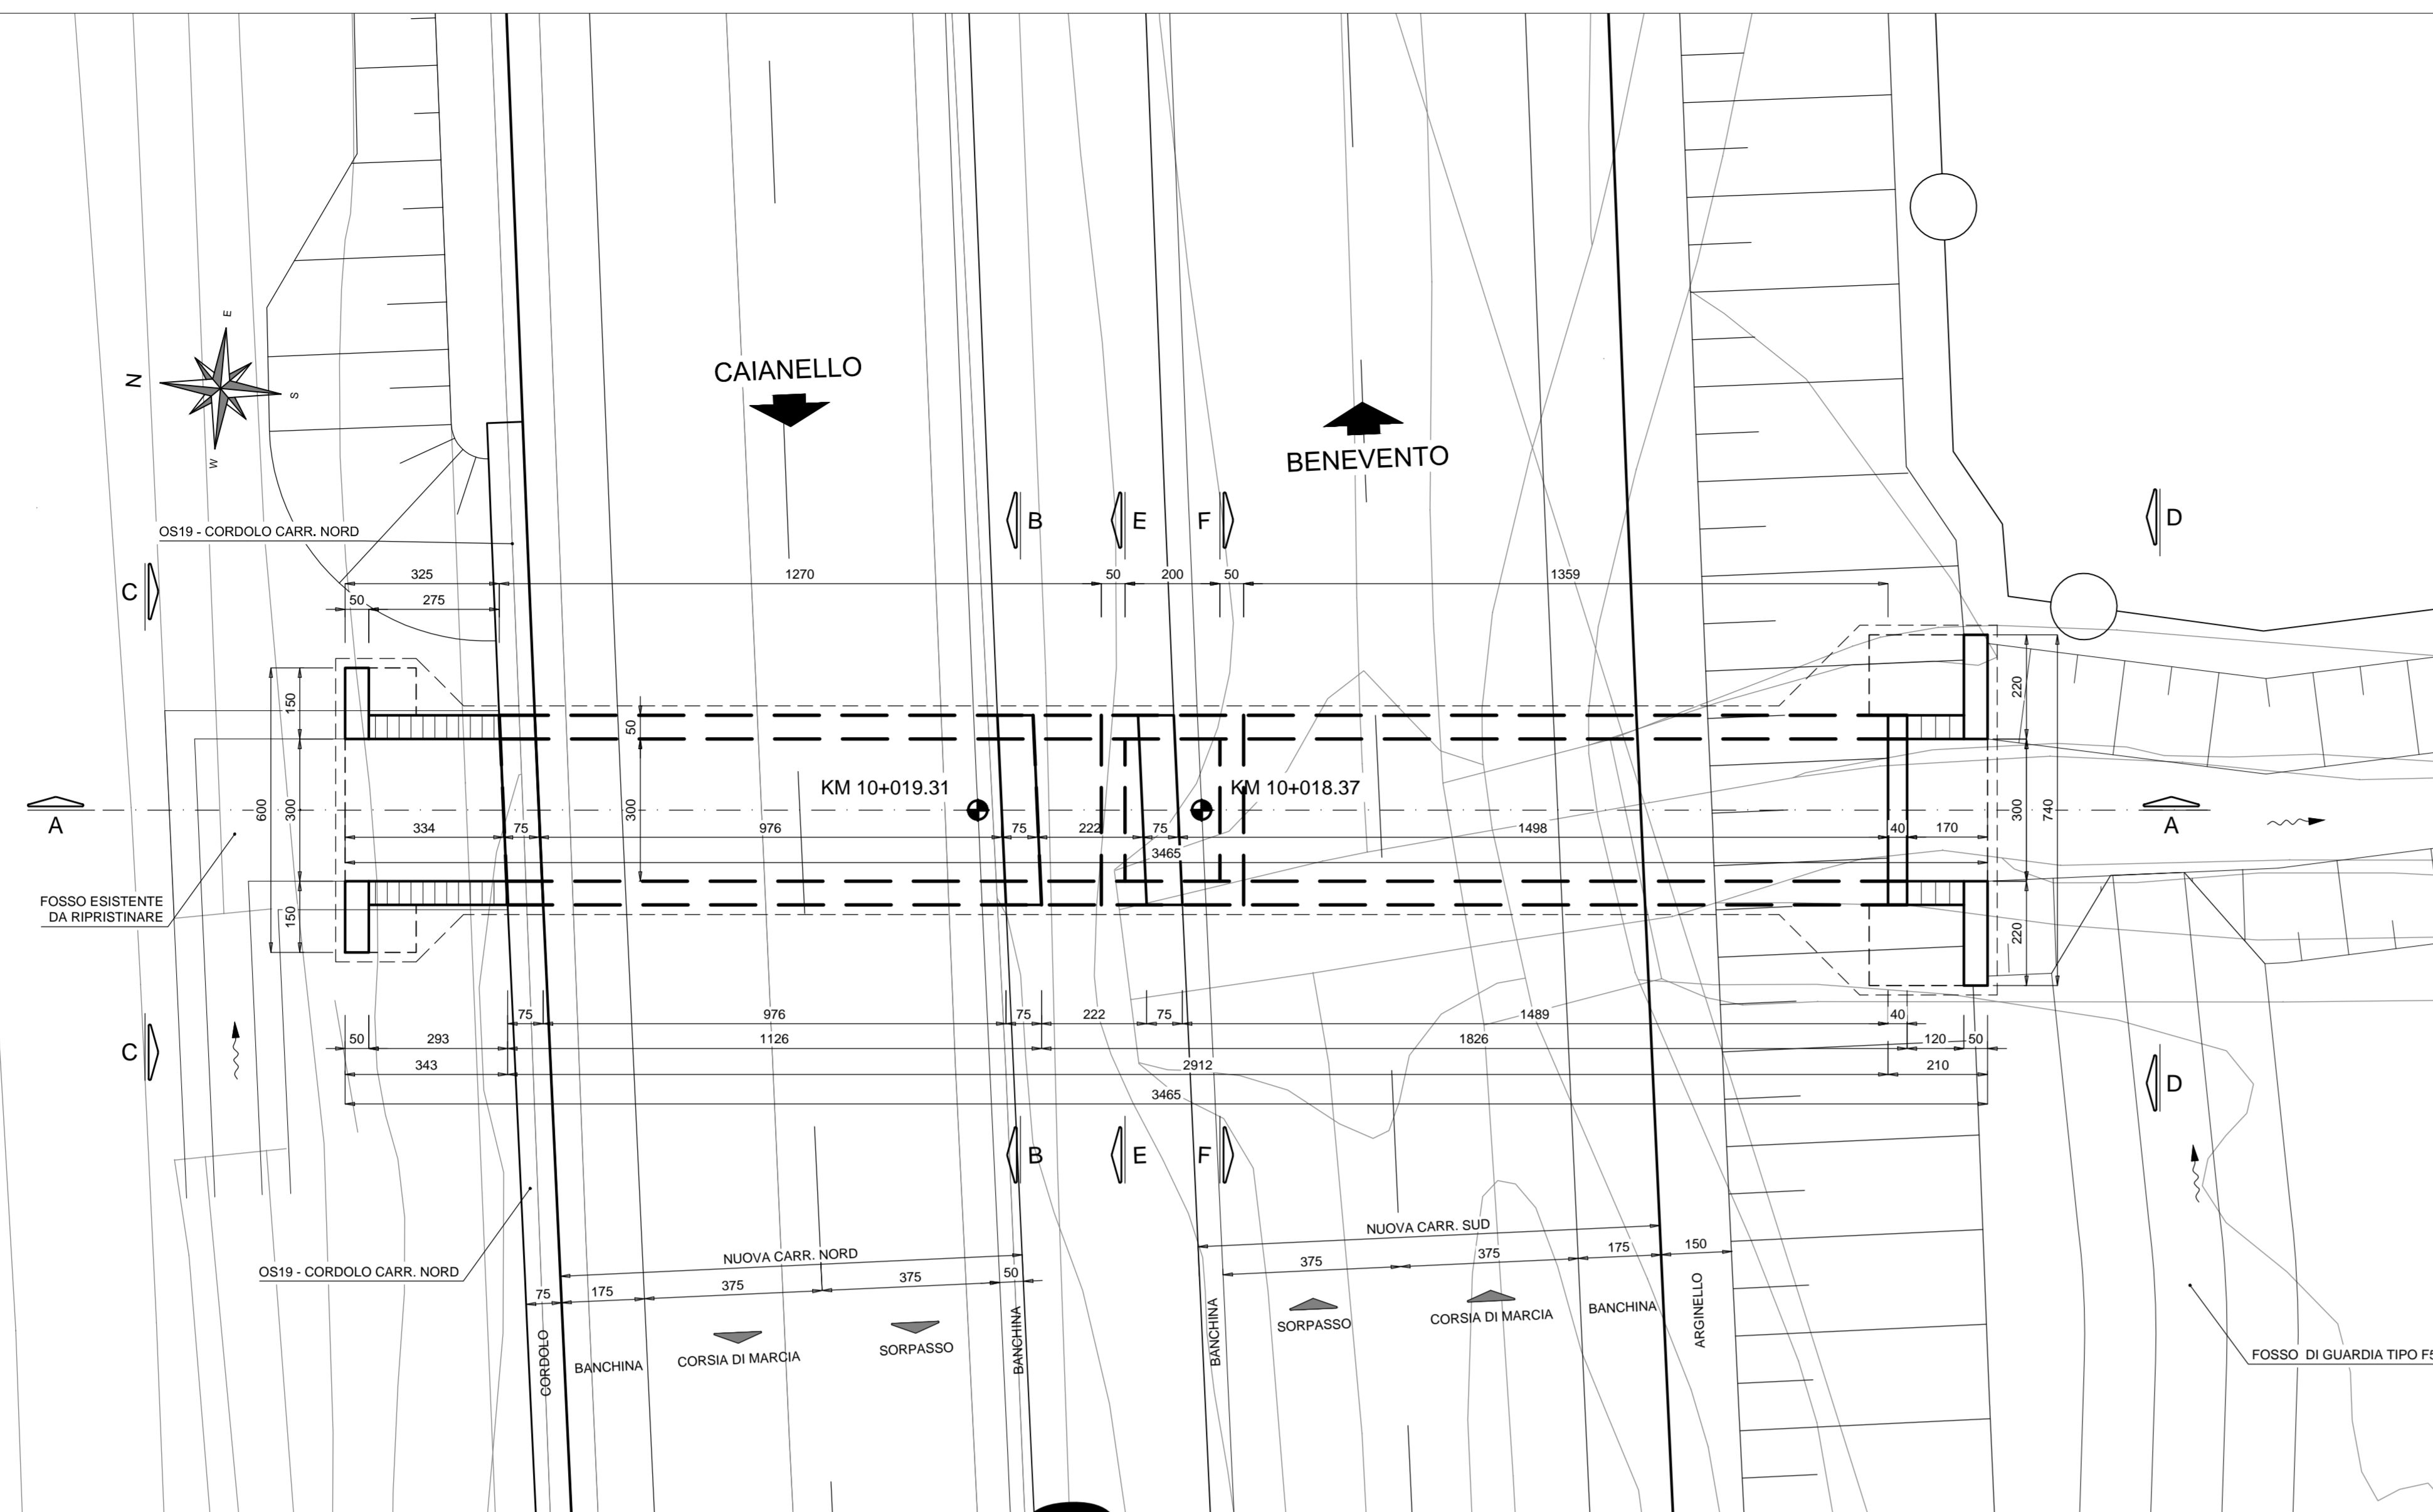 E
N
S
W
CAIANELLO
BENEVENTO
B
E
F
D
OS19 - CORDOLO CARR. NORD
C
325
1270
50
200
50
1359
50
275
150
50
220
KM 10+019.31
KM 10+018.37
A
600
300
300
300
740
A
334
75
976
75
222
75
1498
40
170
3465
FOSSO ESISTENTE
DA RIPRISTINARE
150
220
75
976
75
222
75
1489
40
C
50
293
1126
1826
120
50
343
2912
210
D
3465
B
E
F
NUOVA CARR. NORD
NUOVA CARR. SUD
OS19 - CORDOLO CARR. NORD
75
175
375
375
50
375
375
175
150
CORDOLO
BANCHINA
CORSIA DI MARCIA
SORPASSO
BANCHINA
BANCHINA
SORPASSO
CORSIA DI MARCIA
BANCHINA
ARGINELLO
FOSSO DI GUARDIA TIPO F5